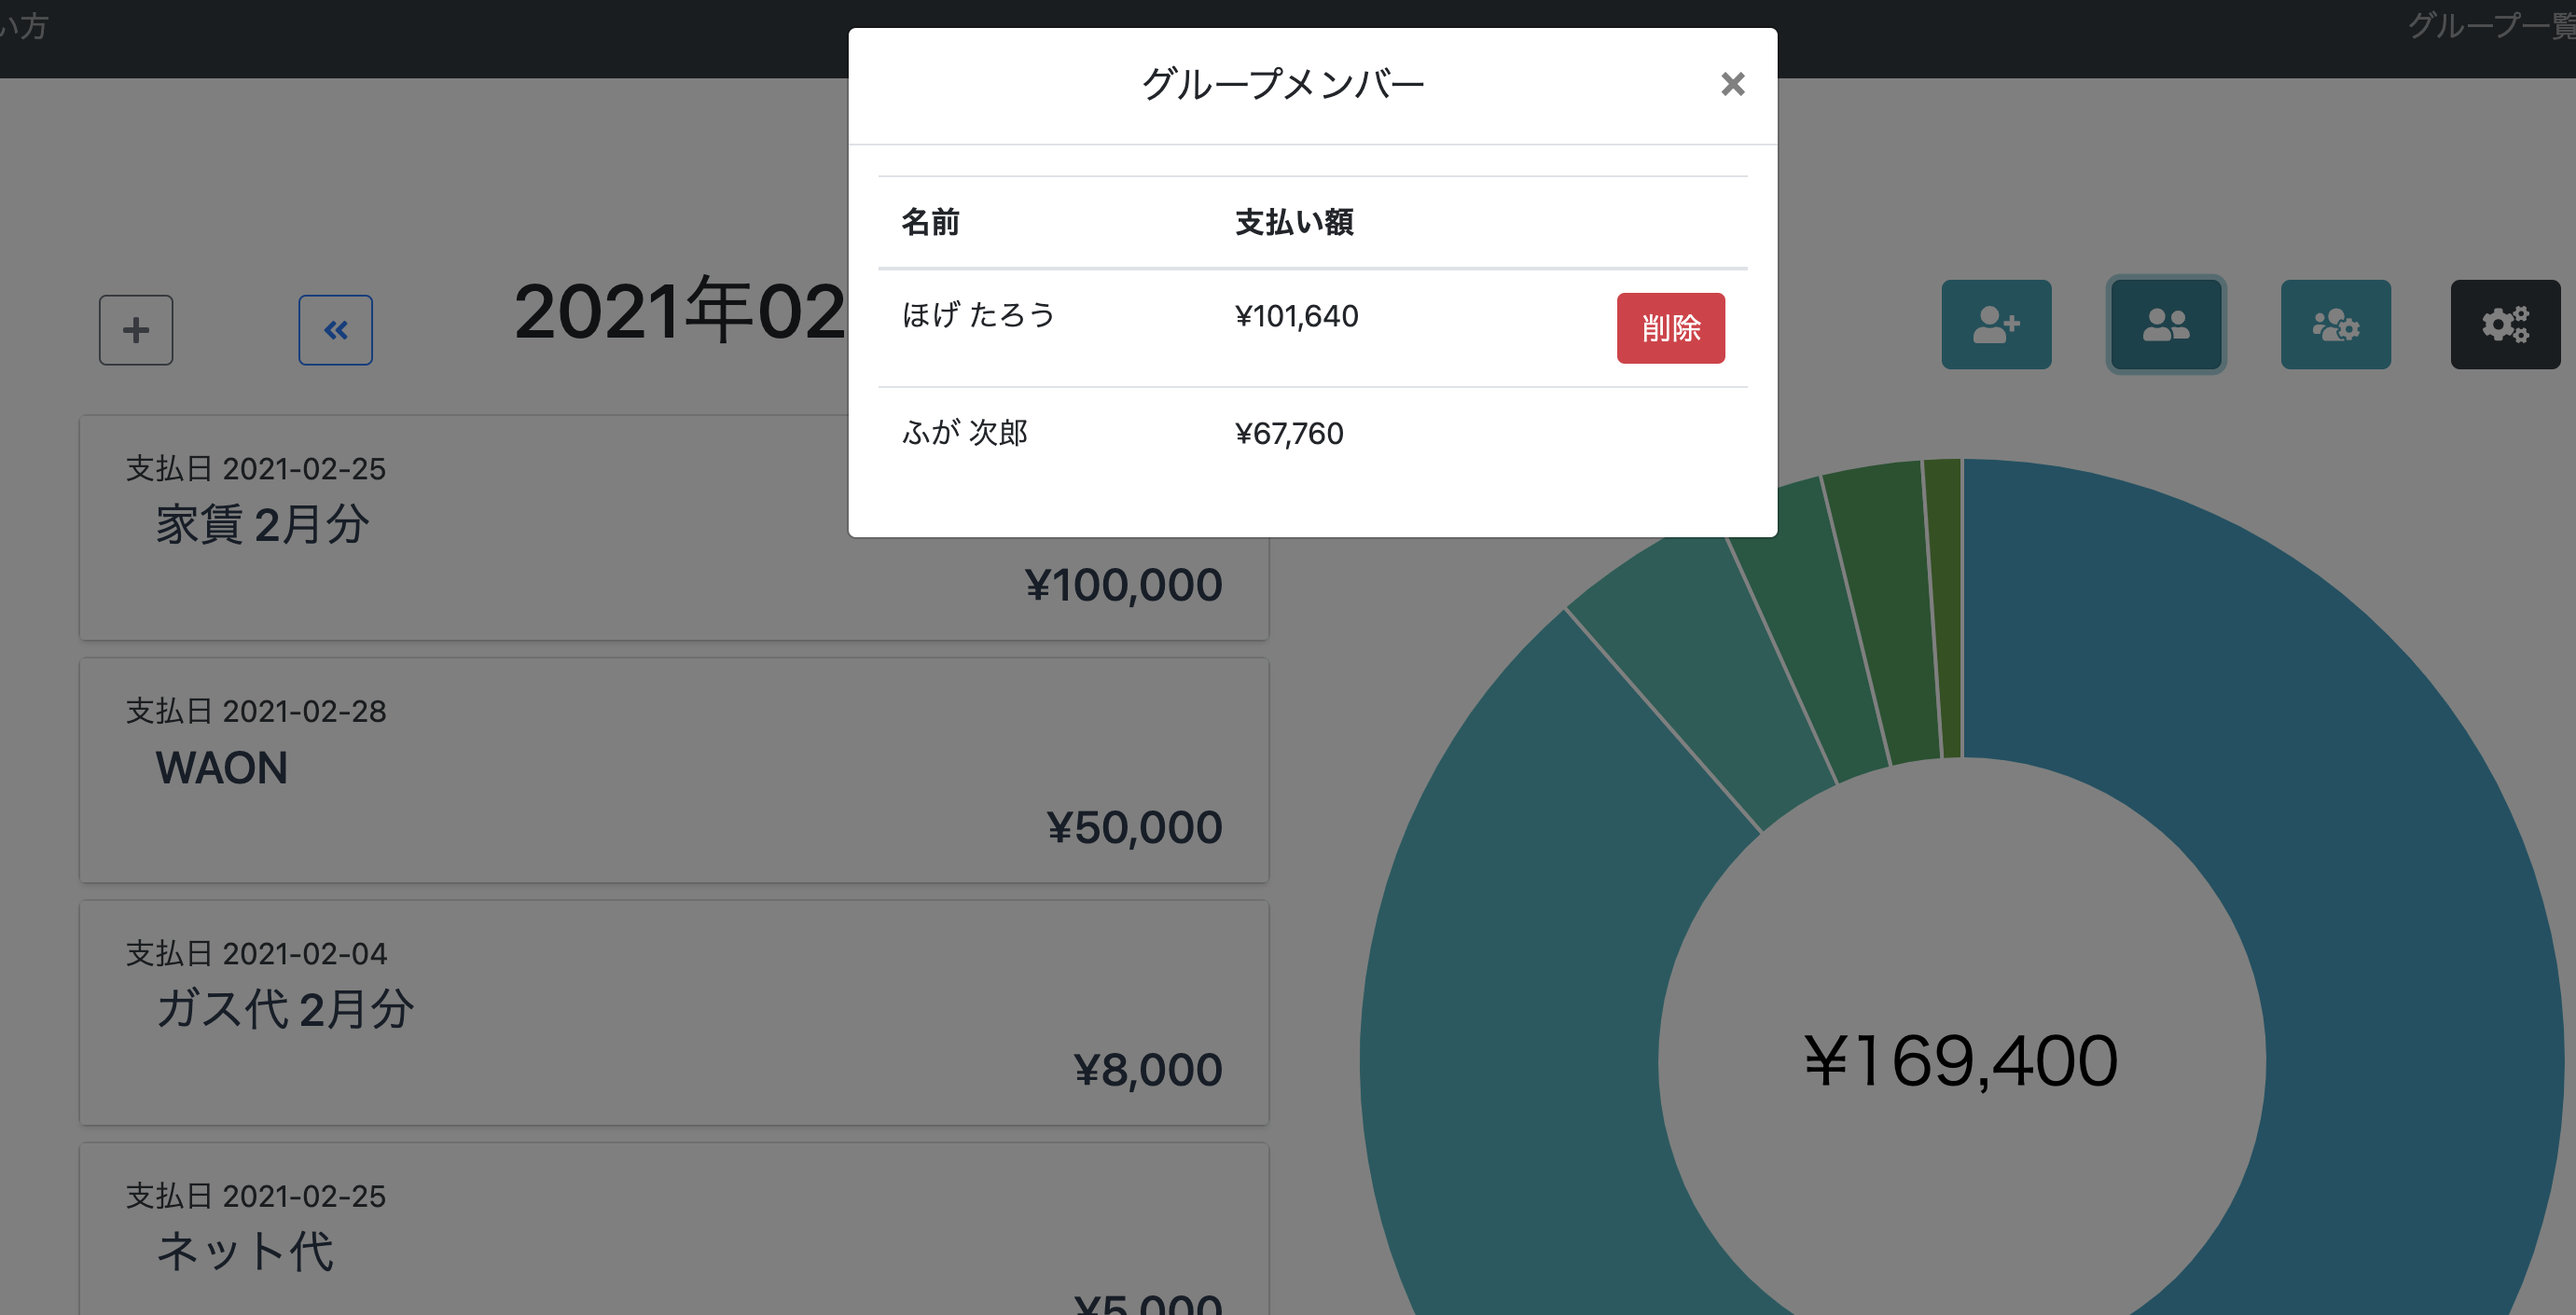 い方
グループ一覧
グループメンバー
×
名前 支払い額
ほげ たろう ¥101,640 削除
ふが 次郎 ¥67,760
2021年02
支払日 2021-02-25
家賃 2月分
¥100,000
支払日 2021-02-28
WAON
¥50,000
支払日 2021-02-04
ガス代 2月分
¥8,000
支払日 2021-02-25
ネット代
¥5,000
¥169,400